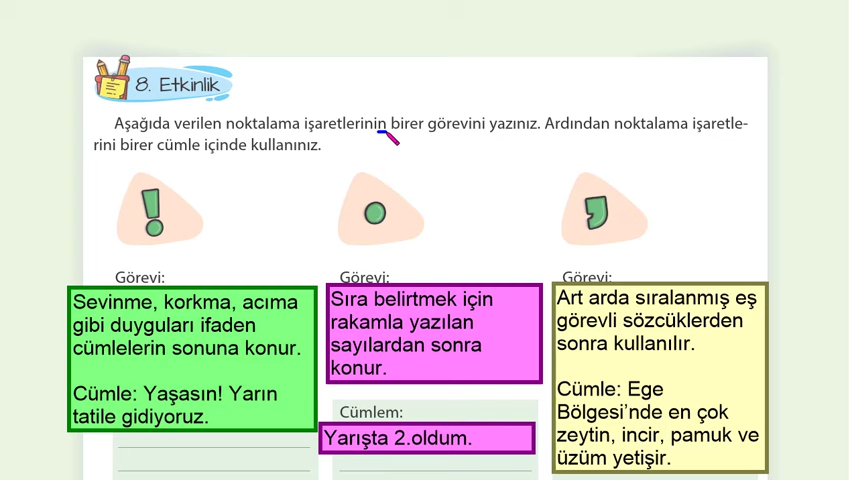 8. Etkinlik
Aşağıda verilen noktalama işaretlerinin birer görevini yazınız. Ardından noktalama işaretle-
rini birer cümle içinde kullanınız.
!
.
,
Görevi:
Sevinme, korkma, acıma
gibi duyguları ifaden
cümlelerin sonuna konur.
Cümle: Yaşasın! Yarın
tatile gidiyoruz.
Görevi:
Sıra belirtmek için
rakamla yazılan
sayılardan sonra
konur.
Cümlem:
Yarışta 2.oldum.
Görevi:
Art arda sıralanmış eş
görevli sözcüklerden
sonra kullanılır.
Cümle: Ege
Bölgesi’nde en çok
zeytin, incir, pamuk ve
üzüm yetişir.